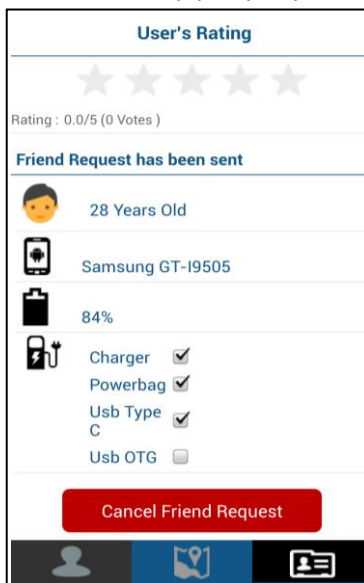 User's Rating
Rating : 0.0/5 (0 Votes )
Friend Request has been sent
28 Years Old
Samsung GT-I9505
84%
Charger
Powerbag
Usb Type
C
Usb OTG
Cancel Friend Request